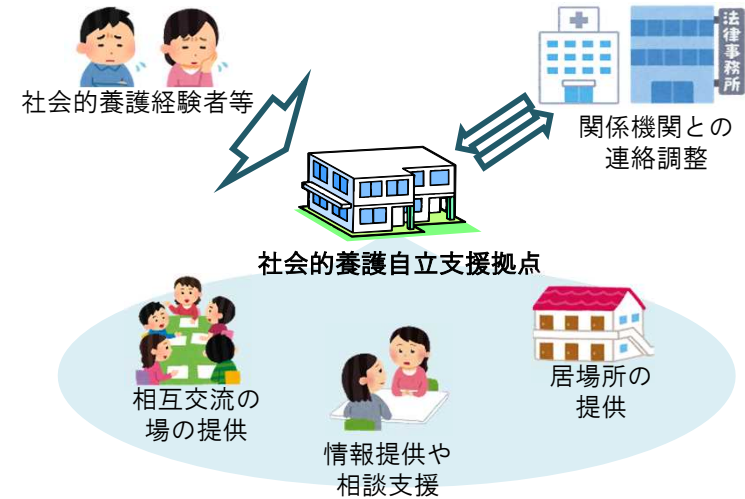 社会的養護経験者等
法律事務所
関係機関との
連絡調整
社会的養護自立支援拠点
相互交流の
場の提供
情報提供や
相談支援
居場所の
提供